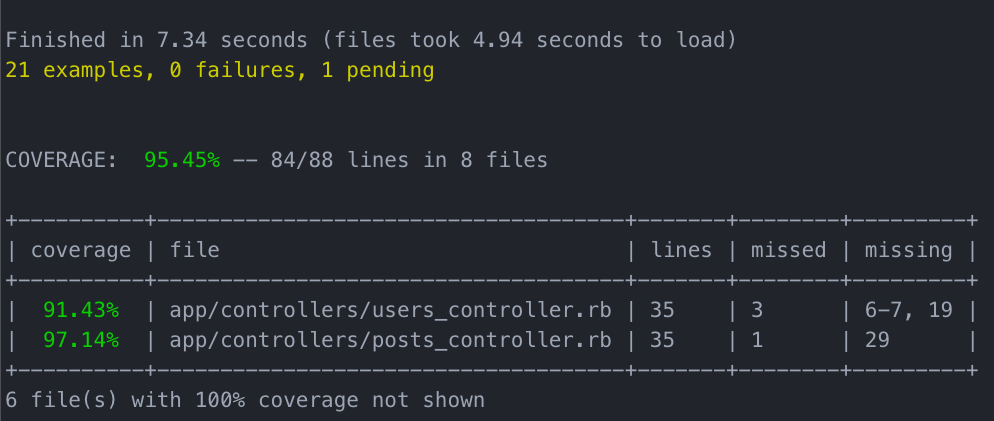 Finished in 7.34 seconds (files took 4.94 seconds to load)
21 examples, 0 failures, 1 pending
COVERAGE:  95.45% -- 84/88 lines in 8 files
+----------+--------------------------------------+-------+--------+---------+
| coverage | file                                 | lines | missed | missing |
+----------+--------------------------------------+-------+--------+---------+
|  91.43%  | app/controllers/users_controller.rb | 35    | 3      | 6-7, 19 |
|  97.14%  | app/controllers/posts_controller.rb | 35    | 1      | 29      |
+----------+--------------------------------------+-------+--------+---------+
6 file(s) with 100% coverage not shown